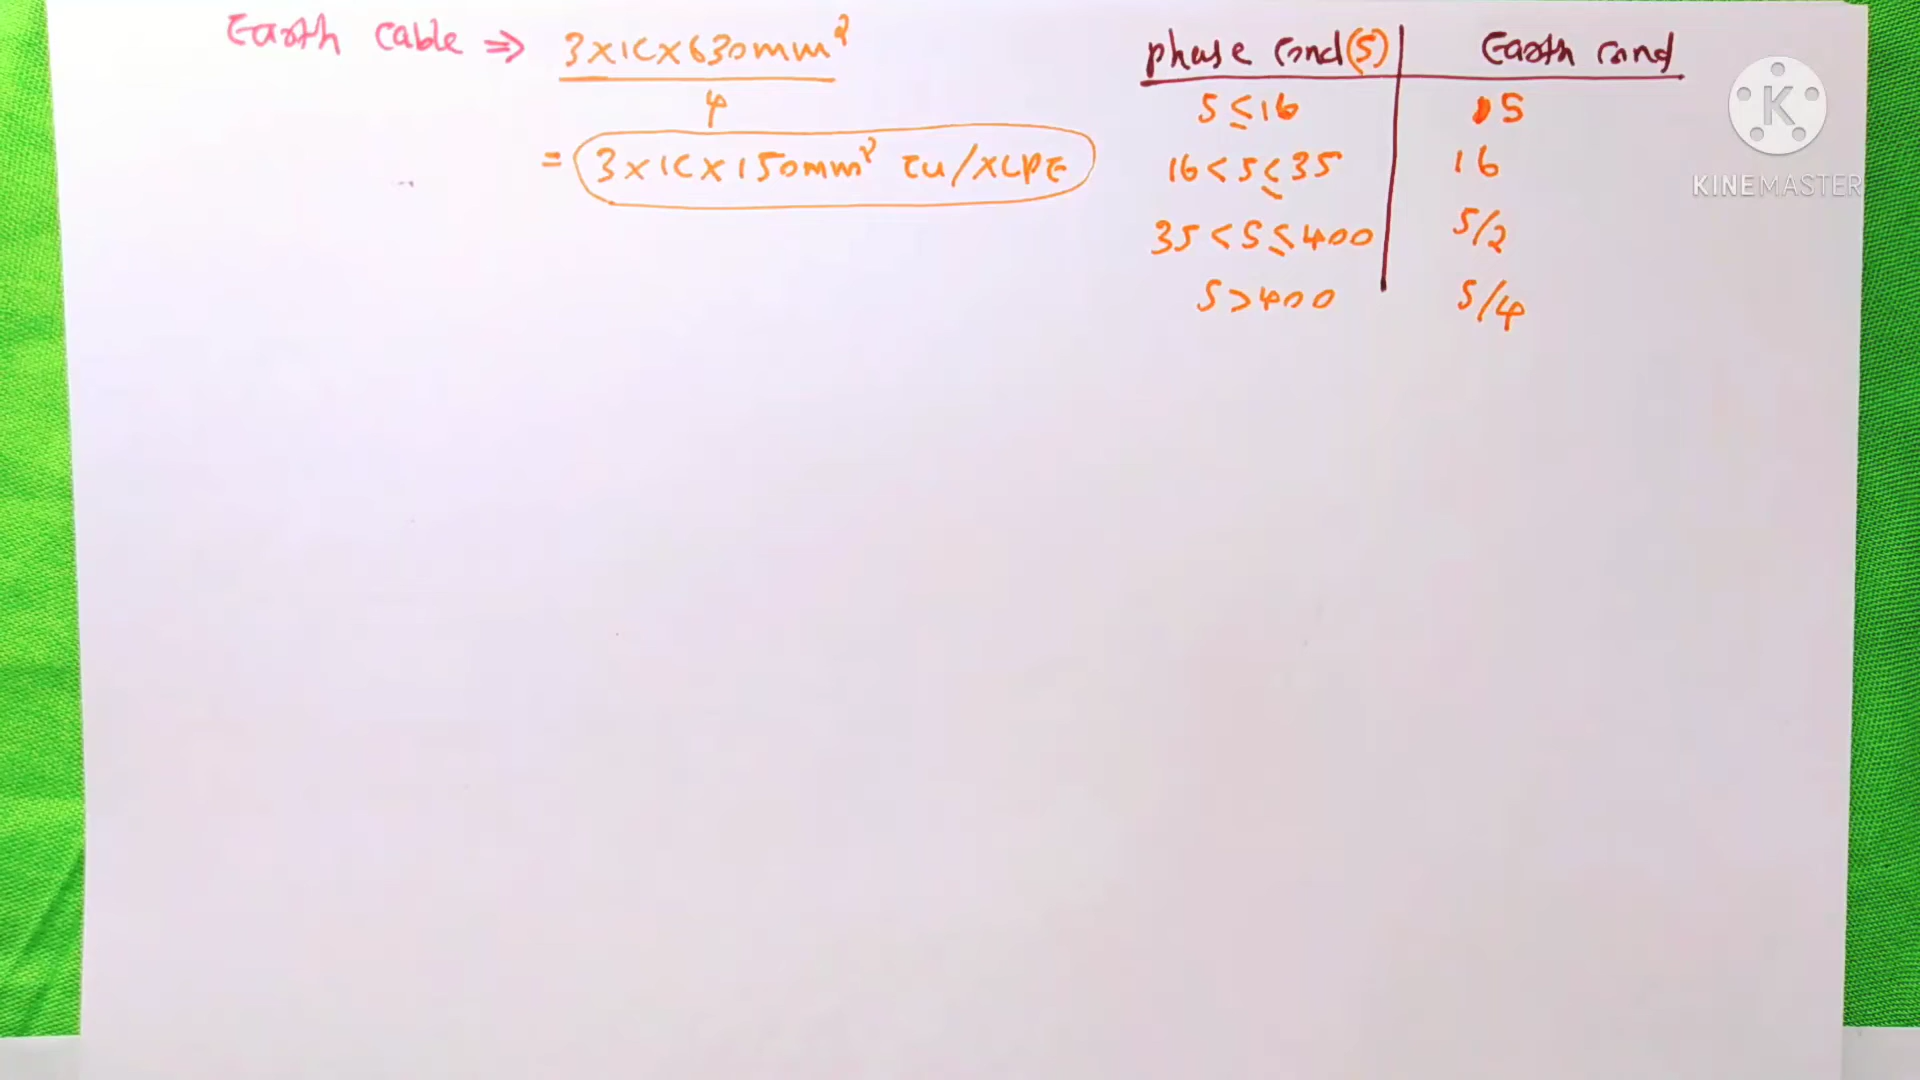 Earth cable ⇒ 3x1Cx630mm²
4
= 3x1Cx150mm² Cu/XLPE
phase cond(S) Earth cond
S ≤ 16 S
16 < S ≤ 35 16
35 < S ≤ 400 S/2
S > 400 S/4
K
KINEMASTER